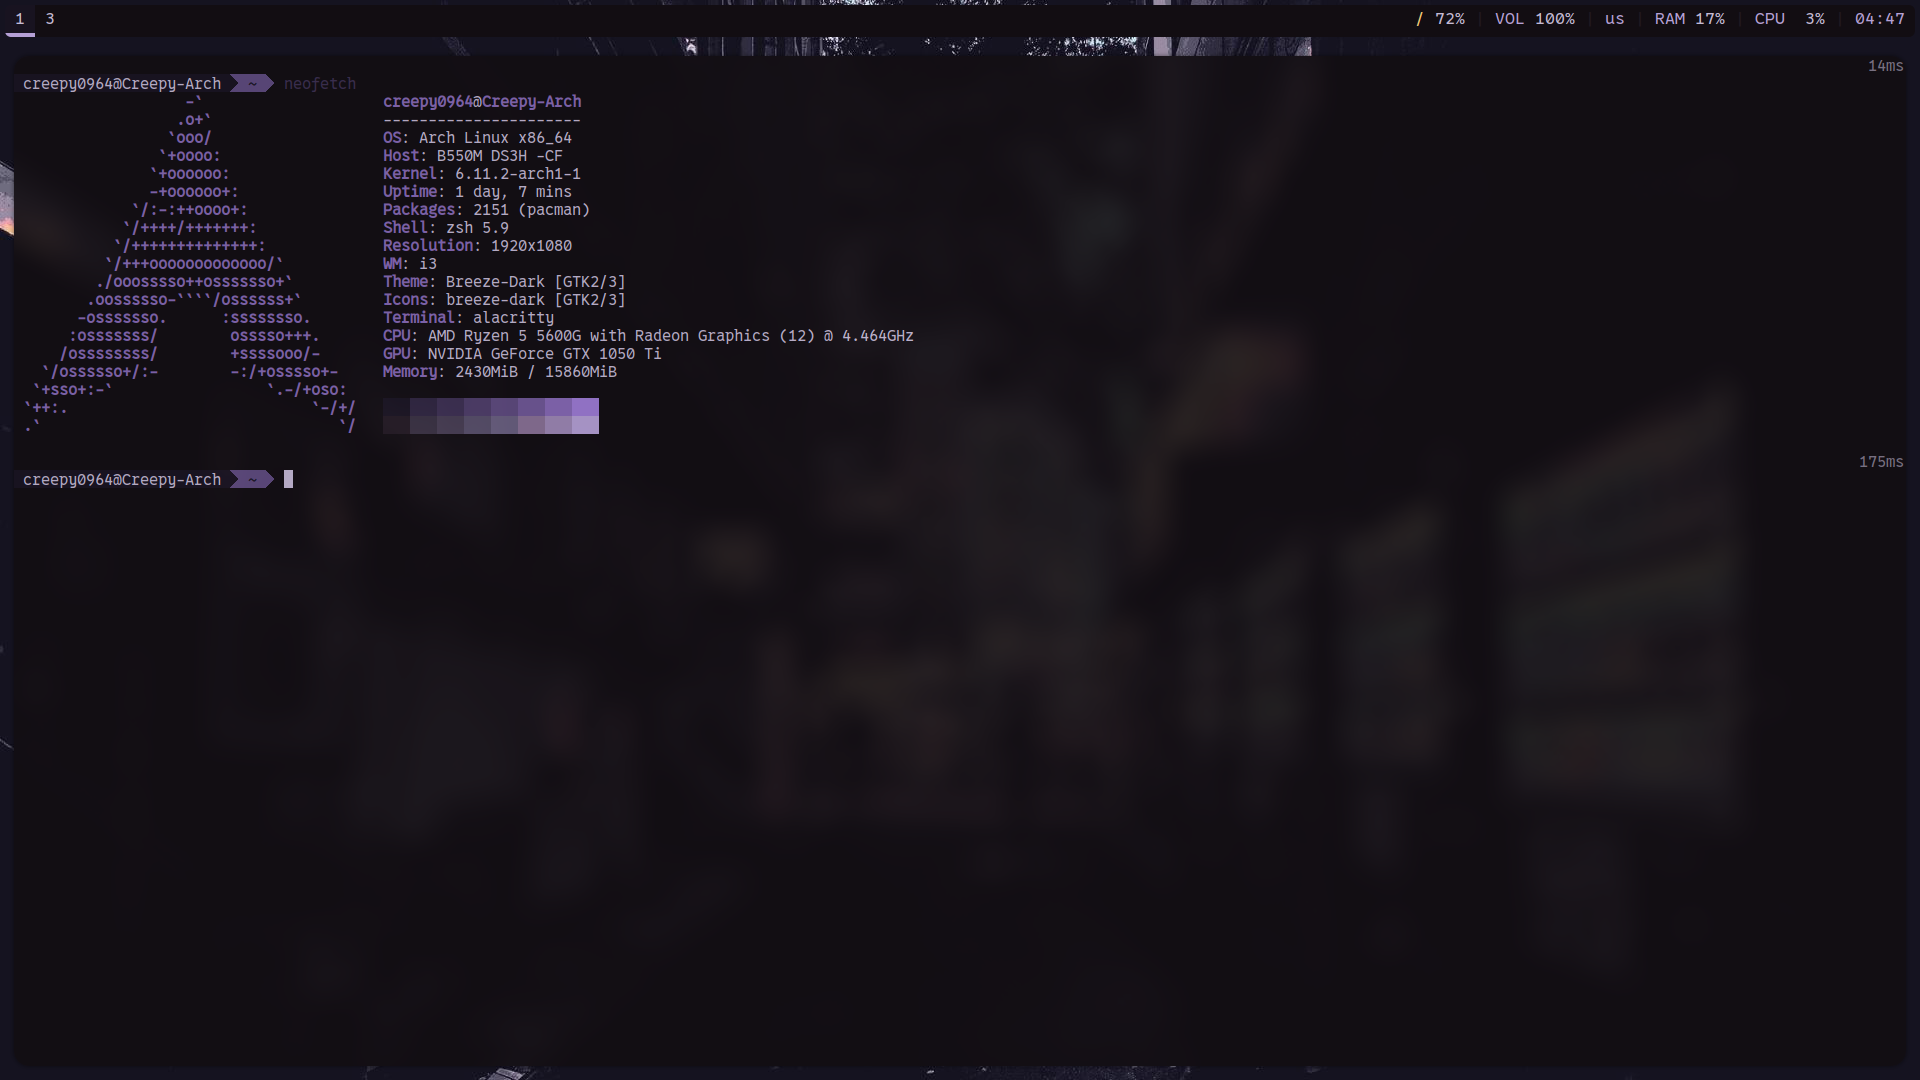 1 3 / 72% | VOL 100% | us | RAM 17% | CPU 3% | 04:47
14ms
creepy0964@Creepy-Arch ~ neofetch
                  -`                     creepy0964@Creepy-Arch
                 .o+`                    ----------------------
                `ooo/                    OS: Arch Linux x86_64
               `+oooo:                   Host: B550M DS3H -CF
              `+oooooo:                  Kernel: 6.11.2-arch1-1
              -+oooooo+:                 Uptime: 1 day, 7 mins
            `/:-:++oooo+:                Packages: 2151 (pacman)
           `/++++/+++++++:               Shell: zsh 5.9
          `/++++++++++++++:              Resolution: 1920x1080
         `/+++ooooooooooooo/`            WM: i3
        ./ooosssso++osssssso+`           Theme: Breeze-Dark [GTK2/3]
       .oossssso-````/ossssss+`          Icons: breeze-dark [GTK2/3]
      -osssssso.      :ssssssso.         Terminal: alacritty
     :osssssss/        osssso+++.        CPU: AMD Ryzen 5 5600G with Radeon Graphics (12) @ 4.464GHz
    /ossssssss/        +ssssooo/-        GPU: NVIDIA GeForce GTX 1050 Ti
  `/ossssso+/:-        -:/+osssso+-      Memory: 2430MiB / 15860MiB
 `+sso+:-`                 `.-/+oso:
`++:.                           `-/+/
.`                                 `/
175ms
creepy0964@Creepy-Arch ~